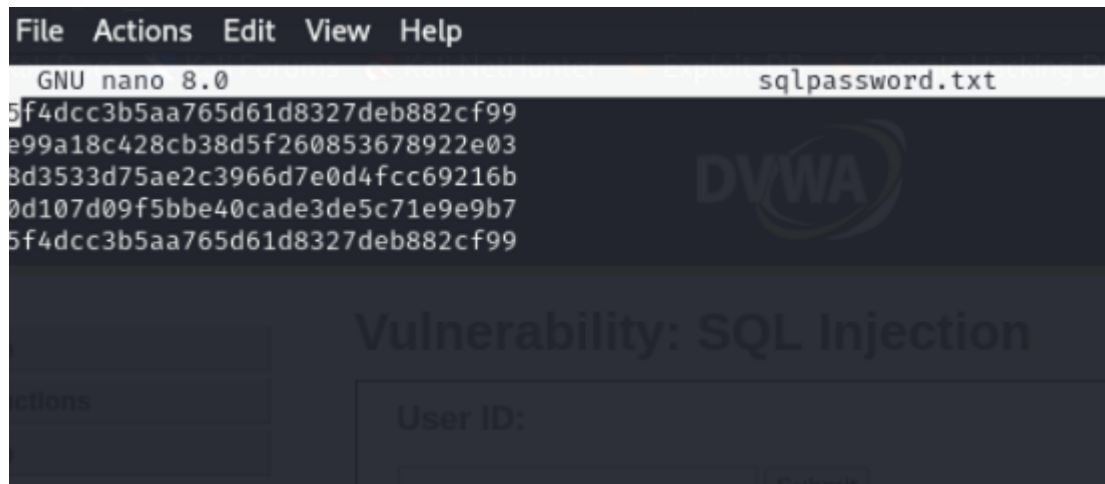 File Actions Edit View Help
GNU nano 8.0 sqlpassword.txt
5f4dcc3b5aa765d61d8327deb882cf99
e99a18c428cb38d5f260853678922e03
8d3533d75ae2c3966d7e0d4fcc69216b
0d107d09f5bbe40cade3de5c71e9e9b7
5f4dcc3b5aa765d61d8327deb882cf99
DVWA
Vulnerability: SQL Injection
User ID:
Submit